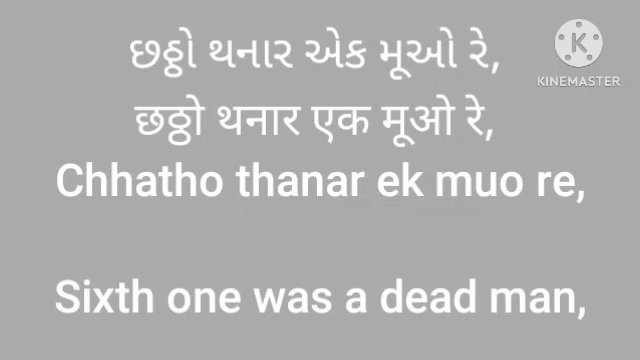 છઠ્ઠો થનાર એક મૂઓ રે,
KINEMASTER
छठ्ठो थनार एक मूओ रे,
Chhatho thanar ek muo re,
Sixth one was a dead man,